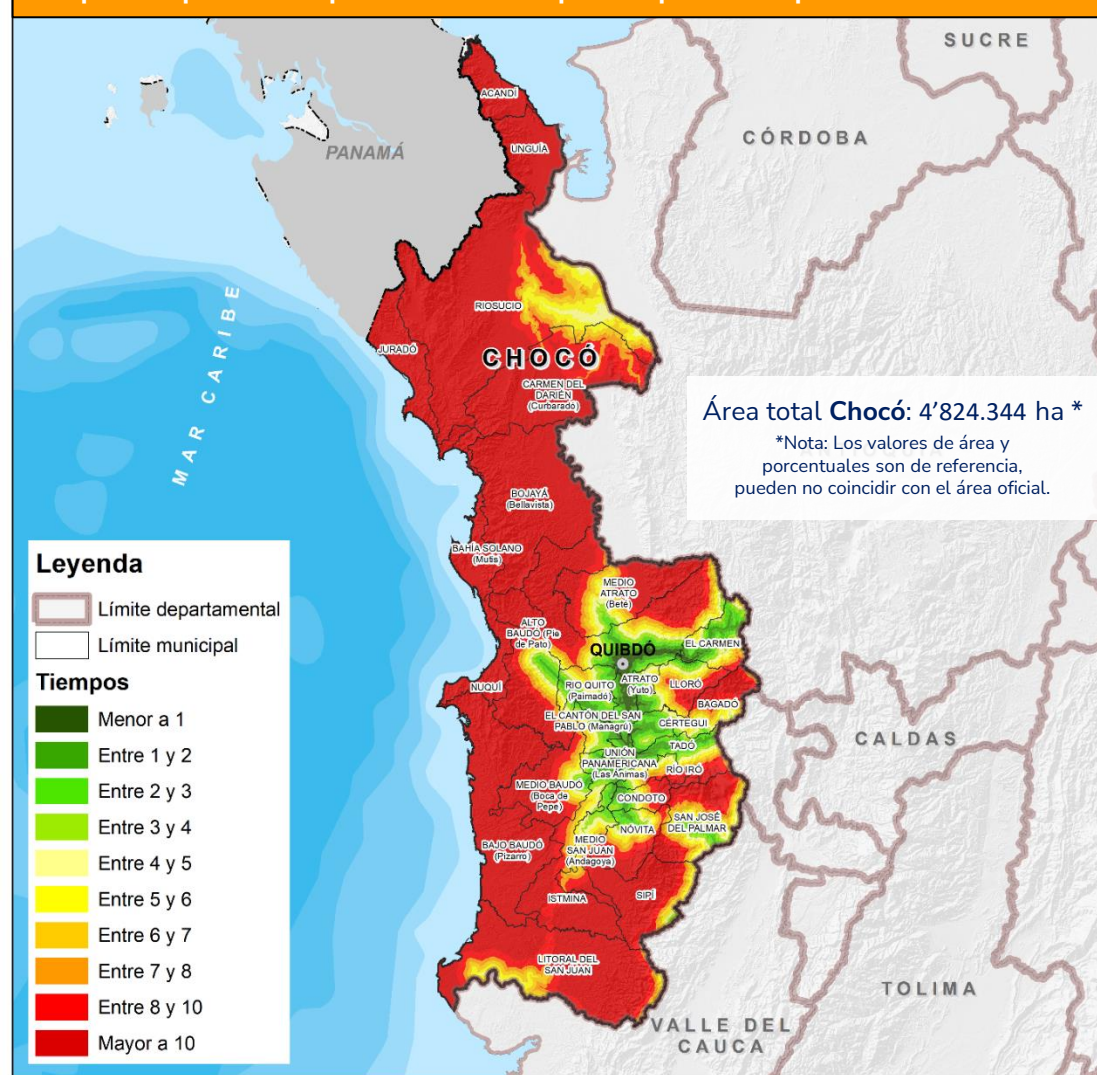 SUCRE
ACANDÍ
CÓRDOBA
PANAMÁ
UNGUÍA
MAR CARIBE
RIOSUCIO
JURADÓ
CHOCÓ
CARMEN DEL
DARIÉN
(Curbaradó)
Área total Chocó: 4’824.344 ha *
*Nota: Los valores de área y
porcentuales son de referencia,
pueden no coincidir con el área oficial.
BOJAYÁ
(Bellavista)
BAHÍA SOLANO
(Mutis)
MEDIO
ATRATO
(Beté)
ALTO
BAUDO (Pie
de Pato)
QUIBDÓ
EL CARMEN
ATRATO
(Yuto)
LLORÓ
RIO QUITO
(Paimadó)
NUQUÍ
BAGADÓ
EL CANTÓN DEL SAN
PABLO (Managrú)
CÉRTEGUI
TADÓ
CALDAS
UNIÓN
PANAMERICANA
(Las Ánimas)
RÍO IRÓ
MEDIO BAUDÓ
(Boca de
Pepé)
CONDOTO
SAN JOSÉ
DEL PALMAR
NÓVITA
BAJO BAUDÓ
(Pizarro)
MEDIO
SAN JUAN
(Andagoya)
ISTMINA
SIPÍ
LITORAL DEL
SAN JUAN
TOLIMA
VALLE DEL
CAUCA
Leyenda
Límite departamental
Límite municipal
Tiempos
Menor a 1
Entre 1 y 2
Entre 2 y 3
Entre 3 y 4
Entre 4 y 5
Entre 5 y 6
Entre 6 y 7
Entre 7 y 8
Entre 8 y 10
Mayor a 10